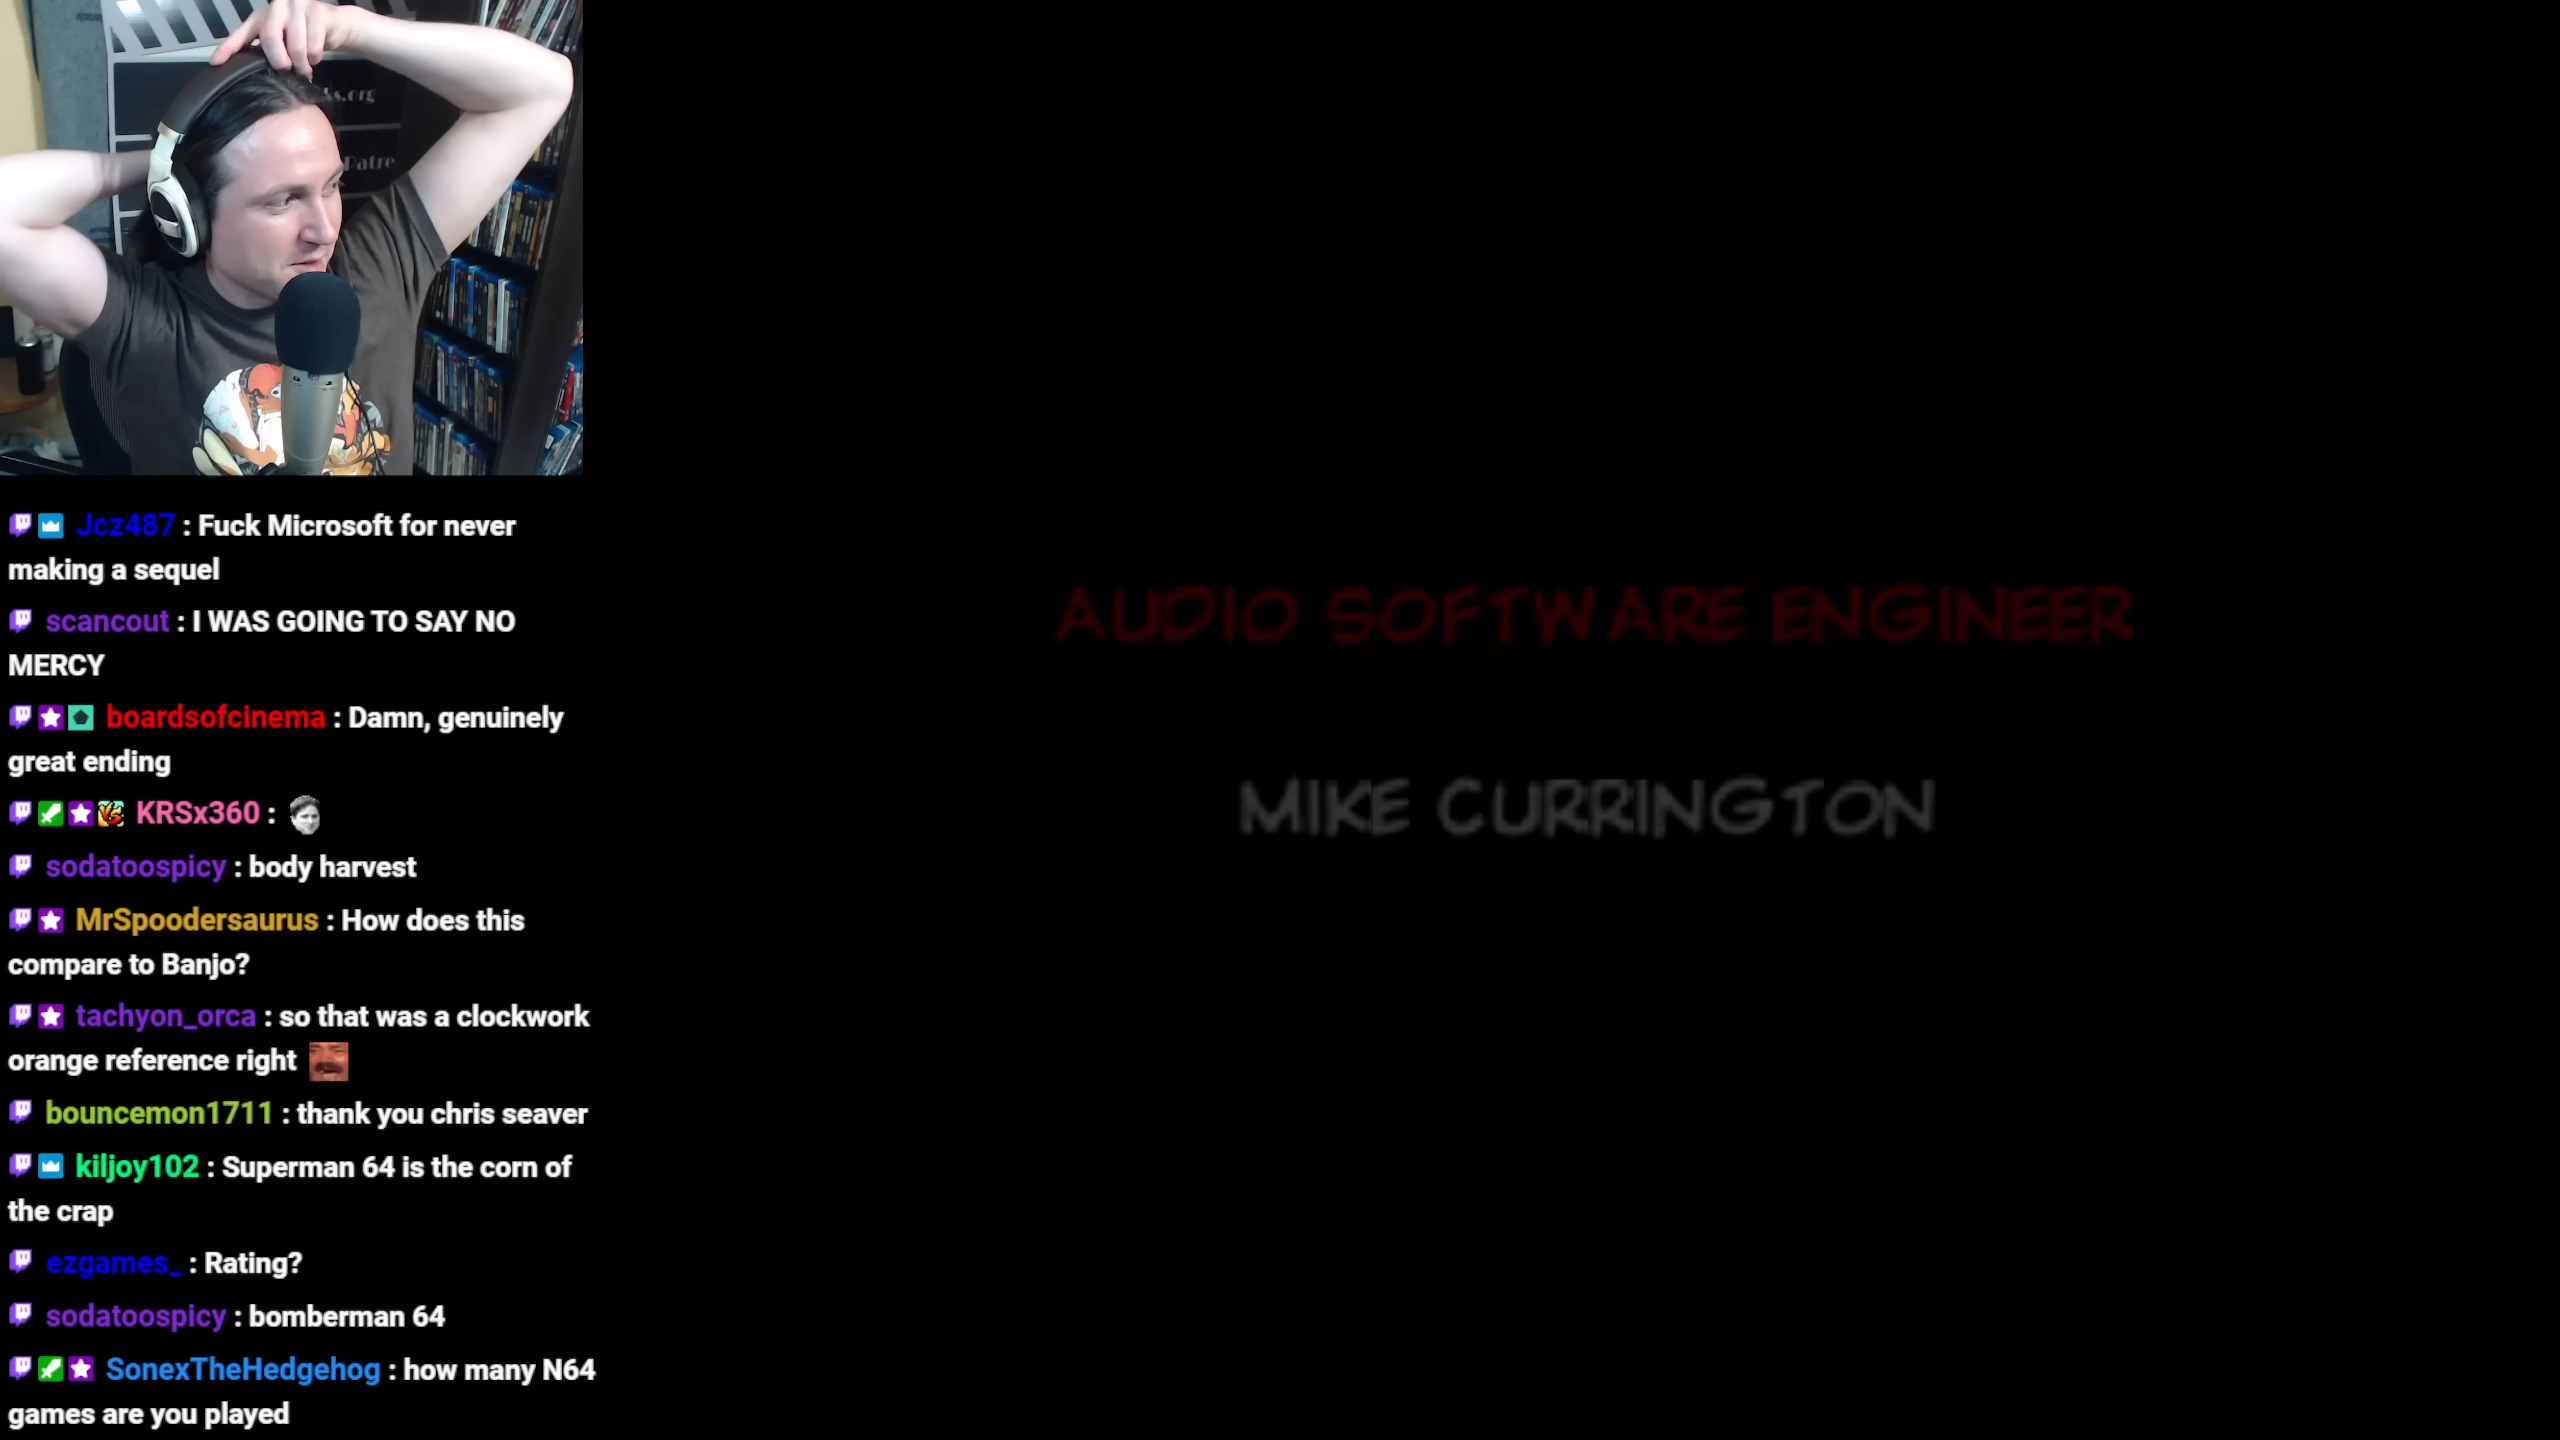 ks.org
Patre
Jcz487 : Fuck Microsoft for never
making a sequel
scancout : I WAS GOING TO SAY NO
MERCY
boardsofcinema : Damn, genuinely
great ending
KRSx360 :
sodatoospicy : body harvest
MrSpoodersaurus : How does this
compare to Banjo?
tachyon_orca : so that was a clockwork
orange reference right
bouncemon1711 : thank you chris seaver
kiljoy102 : Superman 64 is the corn of
the crap
ezgames_ : Rating?
sodatoospicy : bomberman 64
SonexTheHedgehog : how many N64
games are you played
AUDIO SOFTWARE ENGINEER
MIKE CURRINGTON